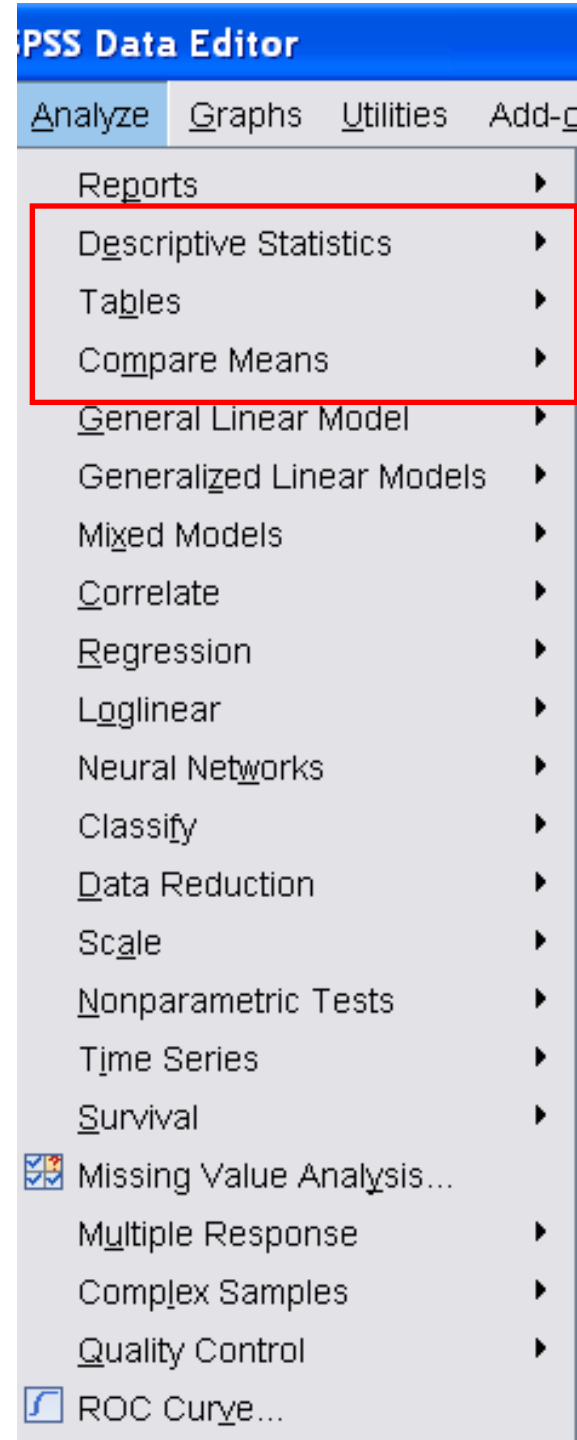 SPSS Data Editor
Analyze Graphs Utilities Add-o
Reports
Descriptive Statistics
Tables
Compare Means
General Linear Model
Generalized Linear Models
Mixed Models
Correlate
Regression
Loglinear
Neural Networks
Classify
Data Reduction
Scale
Nonparametric Tests
Time Series
Survival
Missing Value Analysis...
Multiple Response
Complex Samples
Quality Control
ROC Curve...